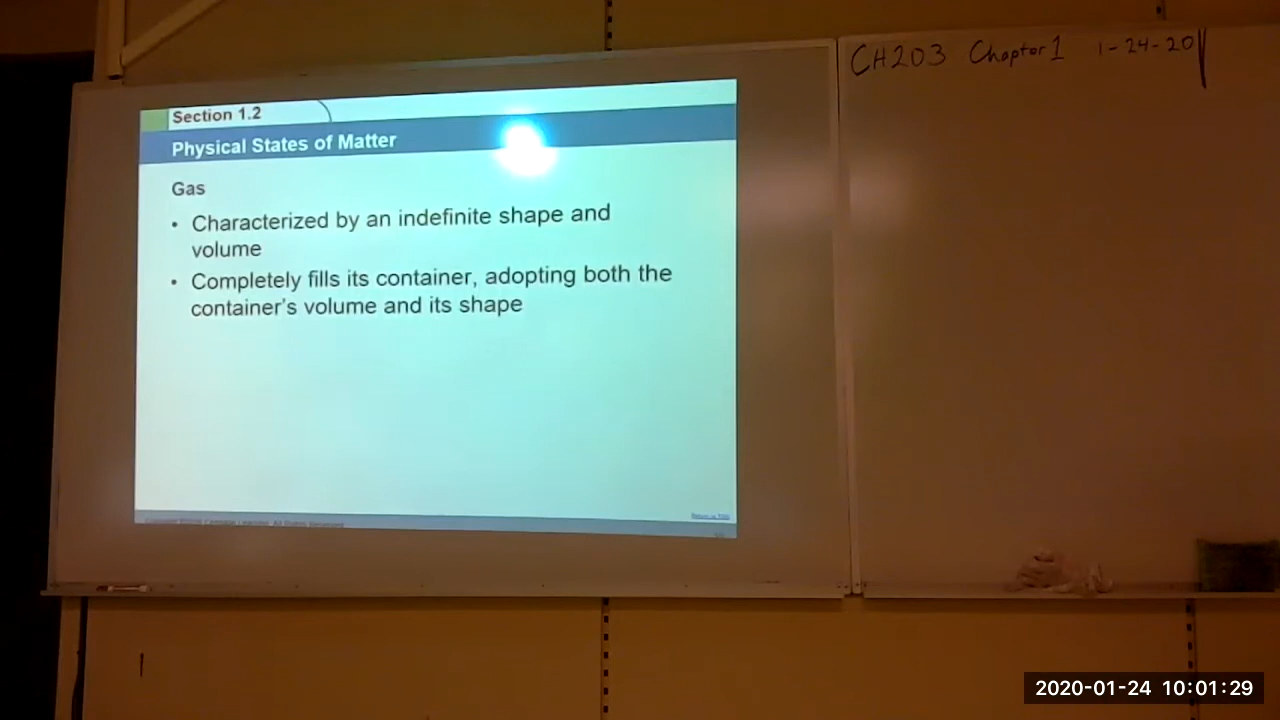 CH203 Chapter 1 1-24-20
Section 1.2
Physical States of Matter
Gas
• Characterized by an indefinite shape and
volume
• Completely fills its container, adopting both the
container's volume and its shape
2020-01-24 10:01:29